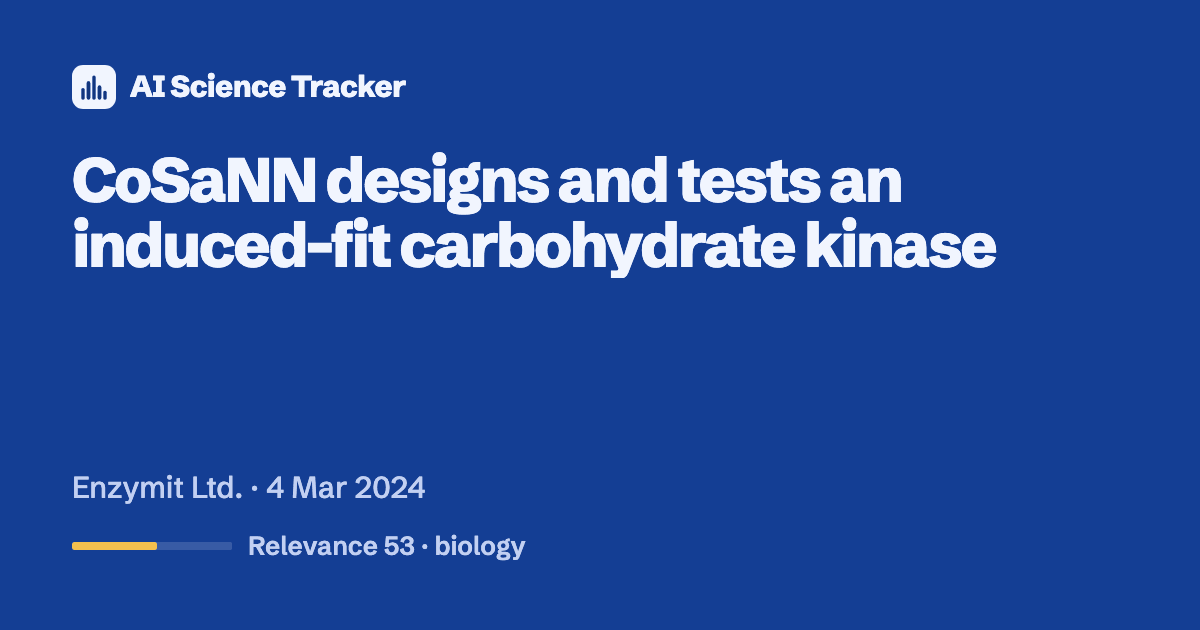 AI Science Tracker
CoSaNN designs and tests an
induced-fit carbohydrate kinase
Enzymit Ltd. · 4 Mar 2024
Relevance 53 · biology